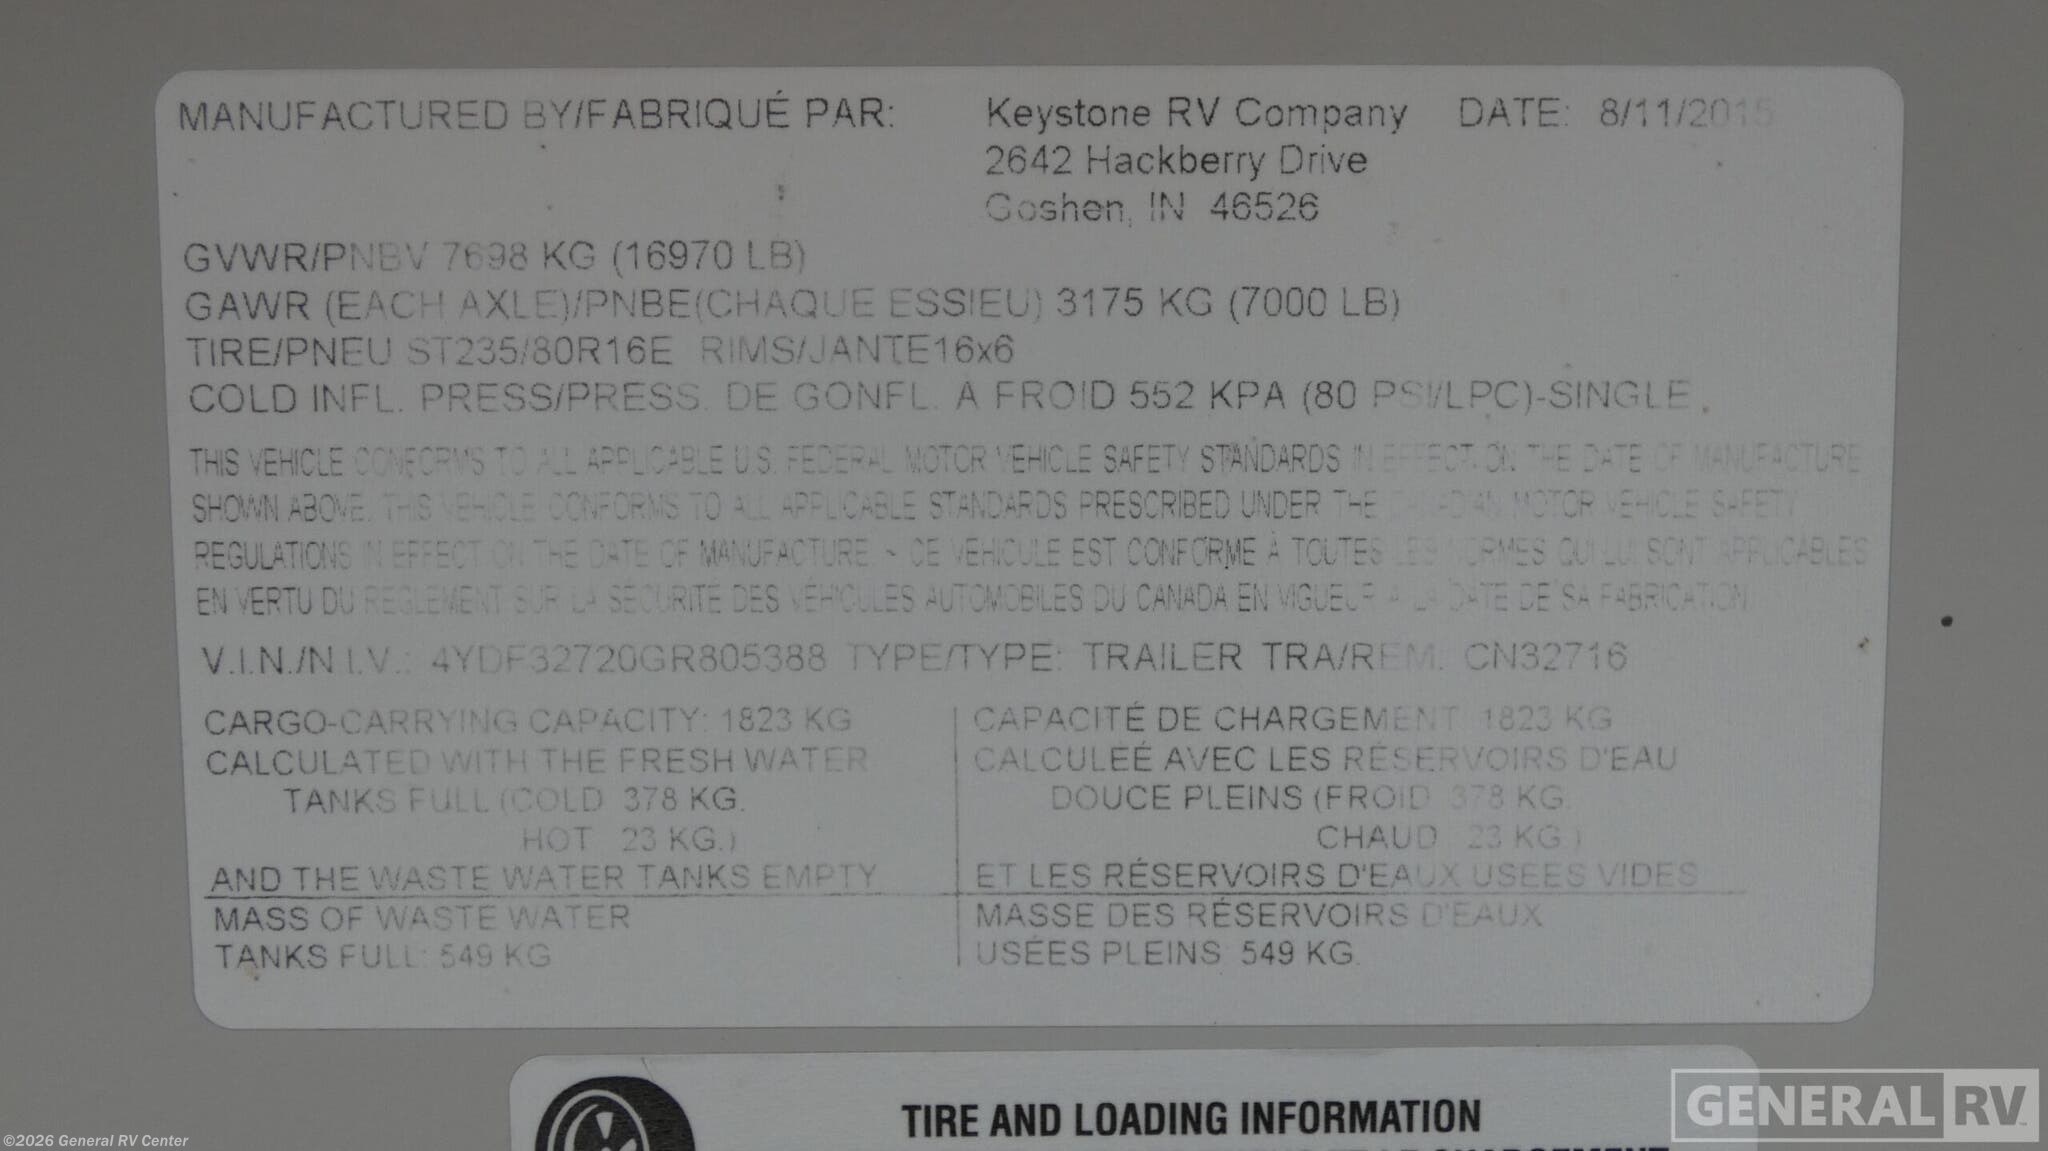 MANUFACTURED BY/FABRIQUÉ PAR: Keystone RV Company DATE: 8/11/2015
2642 Hackberry Drive
Goshen, IN 46526
GVWR/PNBV 7698 KG (16970 LB)
GAWR (EACH AXLE)/PNBE(CHAQUE ESSIEU) 3175 KG (7000 LB)
TIRE/PNEU ST235/80R16E RIMS/JANTE16x6
COLD INFL. PRESS/PRESS. DE GONFL. A FROID 552 KPA (80 PSI/LPC)-SINGLE
THIS VEHICLE CONFORMS TO ALL APPLICABLE U.S. FEDERAL MOTOR VEHICLE SAFETY STANDARDS IN EFFECT ON THE DATE OF MANUFACTURE
SHOWN ABOVE. THIS VEHICLE CONFORMS TO ALL APPLICABLE STANDARDS PRESCRIBED UNDER THE CANADIAN MOTOR VEHICLE SAFETY
REGULATIONS IN EFFECT ON THE DATE OF MANUFACTURE ~ CE VÉHICULE EST CONFORME À TOUTES LES NORMES QUI LUI SONT APPLICABLES
EN VERTU DU REGLEMENT SUR LA SÉCURITÉ DES VÉHICULES AUTOMOBILES DU CANADA EN VIGUEUR A LA DATE DE SA FABRICATION
V.I.N./N.I.V.: 4YDF32720GR805388 TYPE/TYPE: TRAILER TRA/REM. CN32716
CARGO-CARRYING CAPACITY: 1823 KG
CALCULATED WITH THE FRESH WATER
TANKS FULL (COLD 378 KG.
HOT 23 KG.)
AND THE WASTE WATER TANKS EMPTY
MASS OF WASTE WATER
TANKS FULL: 549 KG
CAPACITÉ DE CHARGEMENT 1823 KG
CALCULÉE AVEC LES RÉSERVOIRS D'EAU
DOUCE PLEINS (FROID 378 KG.
CHAUD 23 KG.)
ET LES RÉSERVOIRS D'EAUX USEES VIDES
MASSE DES RÉSERVOIRS D'EAUX
USÉES PLEINS 549 KG.
TIRE AND LOADING INFORMATION
GENERAL RV
©2026 General RV Center